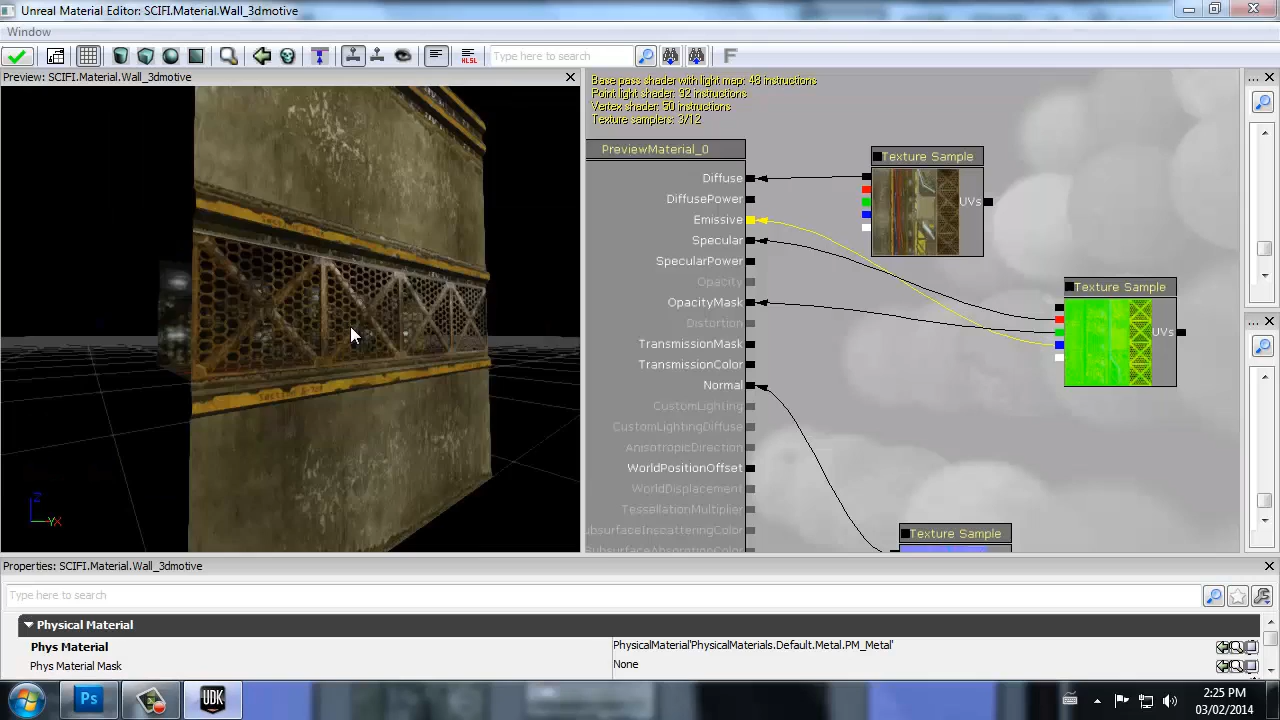 Unreal Material Editor: SCIFI.Material.Wall_3dmotive
Window
HLSL
Type here to search
F
Preview: SCIFI.Material.Wall_3dmotive
Base pass shader with light map: 48 instructions
Point light shader: 92 instructions
Vertex shader: 50 instructions
Texture samplers: 3/12
PreviewMaterial_0
Diffuse
DiffusePower
Emissive
Specular
SpecularPower
Opacity
OpacityMask
Distortion
TransmissionMask
TransmissionColor
Normal
CustomLighting
CustomLightingDiffuse
AnisotropicDirection
WorldPositionOffset
WorldDisplacement
TessellationMultiplier
ubsurfaceInscatteringColor
SubsurfaceAbsorptionColor
Texture Sample
UVs
Texture Sample
UVs
Texture Sample
Z
YX
Properties: SCIFI.Material.Wall_3dmotive
Type here to search
Physical Material
Phys Material
PhysicalMaterial'PhysicalMaterials.Default.Metal.PM_Metal'
Phys Material Mask
None
Ps
UDK
2:25 PM
03/02/2014